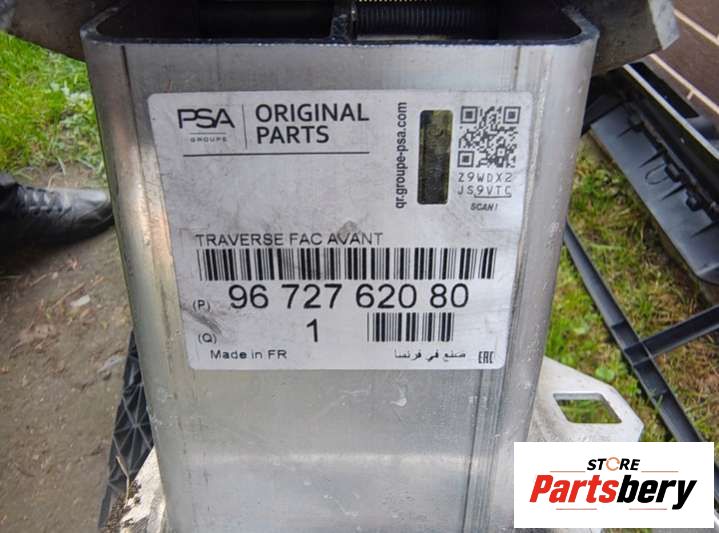 PSA
GROUPE
ORIGINAL
PARTS
qr.groupe-psa.com
Z9WDX2
JS9VTC
SCAN!
TRAVERSE FAC AVANT
(P) 96 727 620 80
(Q) 1
Made in FR
صنع في فرنسا
EAC
STORE
Partsbery